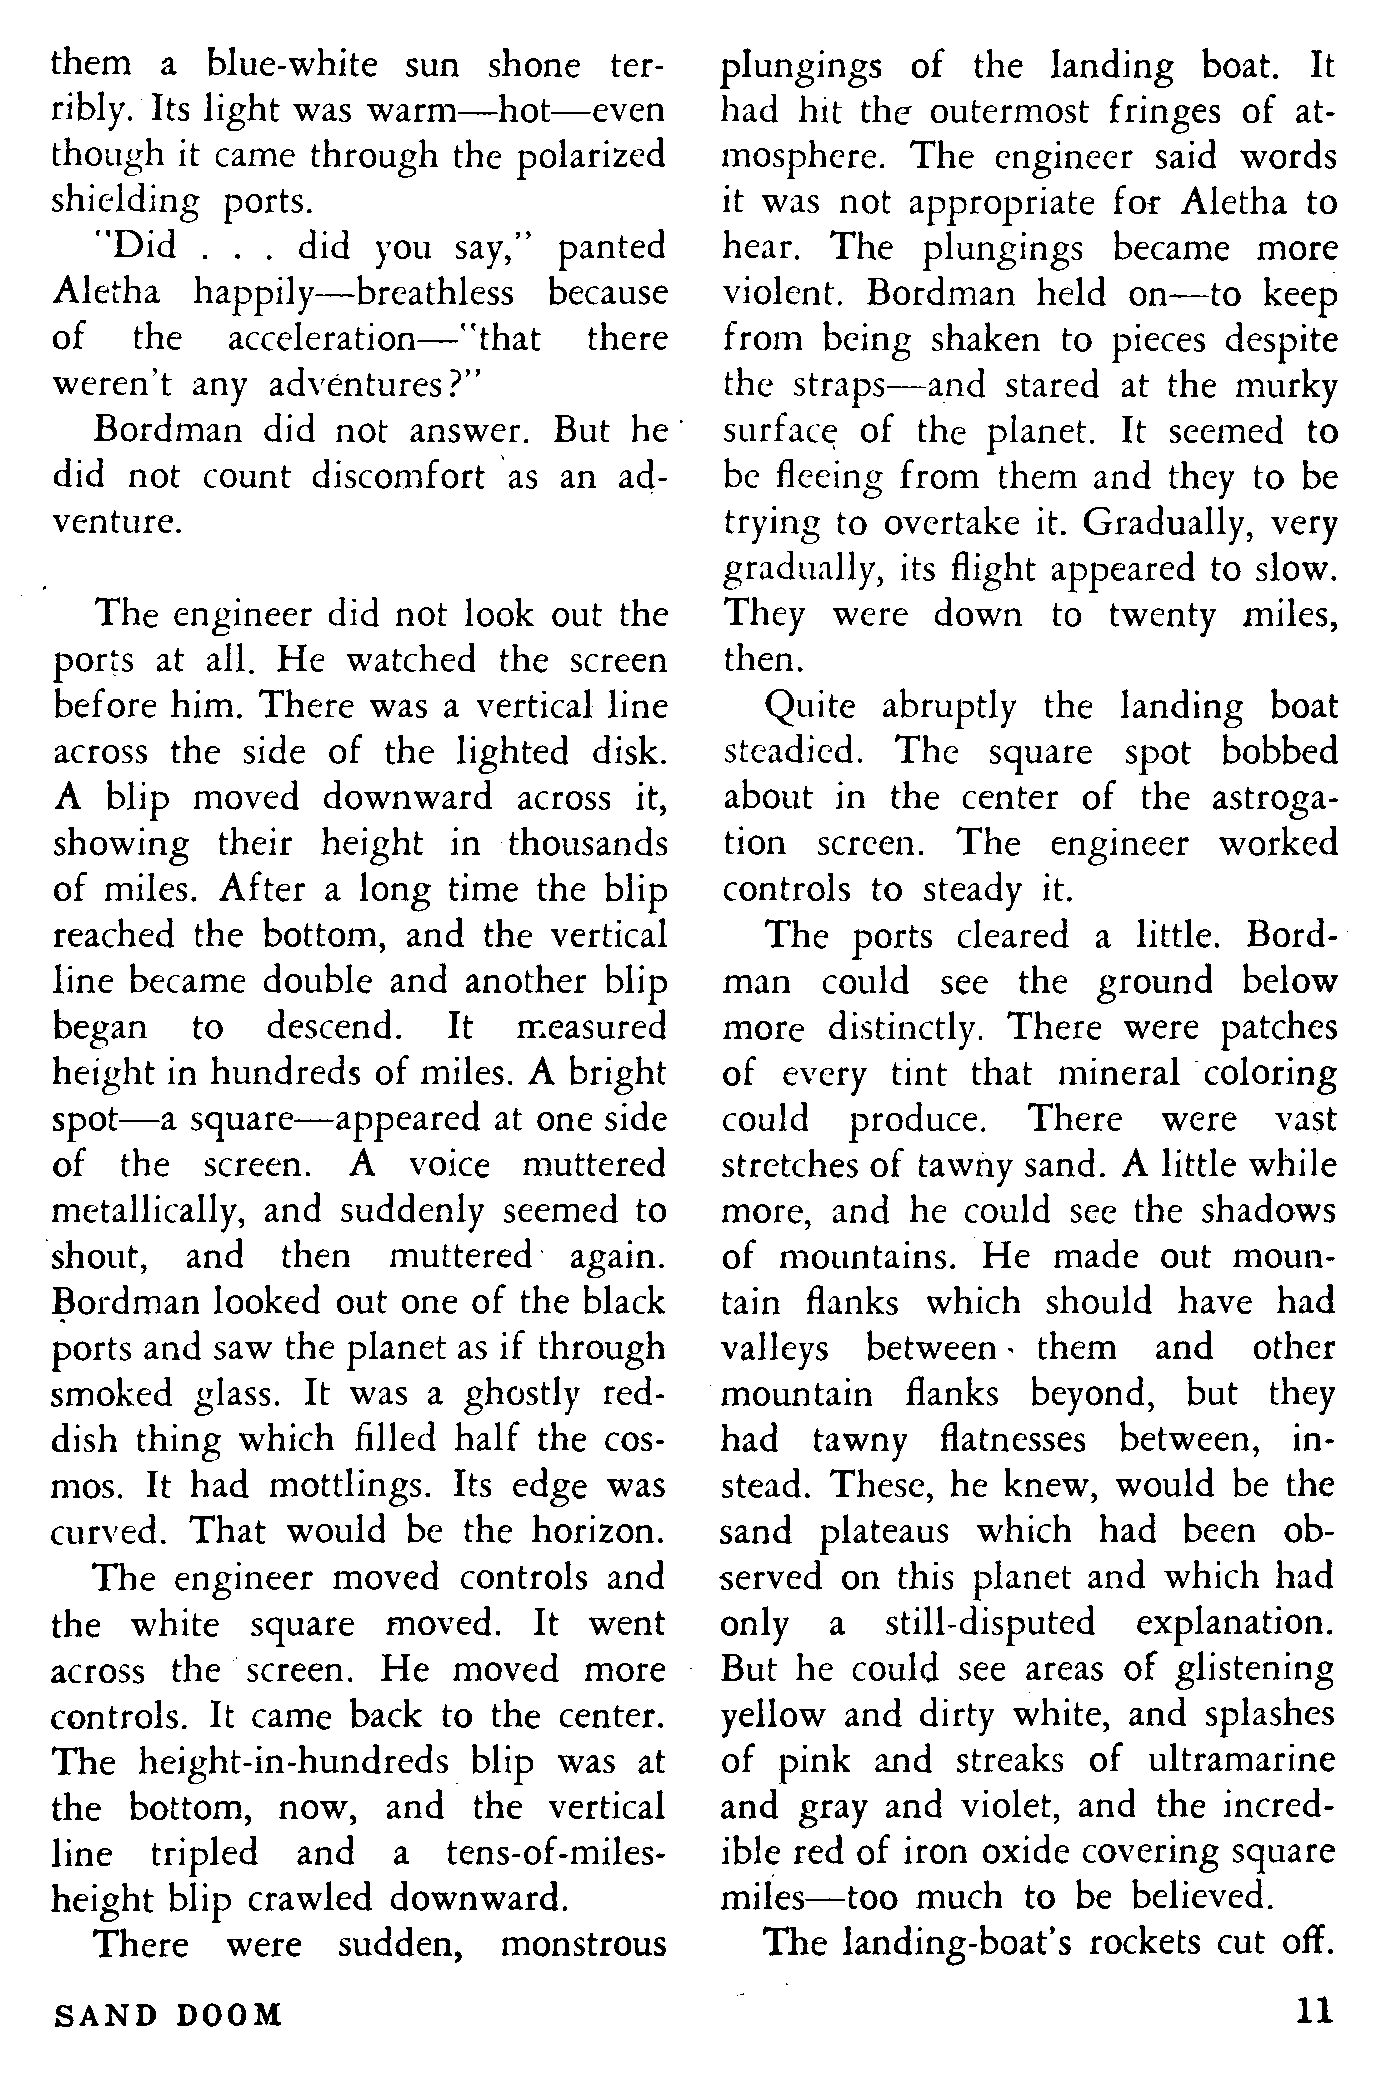 them a blue-white sun shone ter-
ribly. Its light was warm—hot—even
though it came through the polarized
shielding ports.
"Did . . . did you say," panted
Aletha happily—breathless because
of the acceleration—"that there
weren't any adventures?"
Bordman did not answer. But he
did not count discomfort as an ad-
venture.
The engineer did not look out the
ports at all. He watched the screen
before him. There was a vertical line
across the side of the lighted disk.
A blip moved downward across it,
showing their height in thousands
of miles. After a long time the blip
reached the bottom, and the vertical
line became double and another blip
began to descend. It measured
height in hundreds of miles. A bright
spot—a square—appeared at one side
of the screen. A voice muttered
metallically, and suddenly seemed to
shout, and then muttered again.
Bordman looked out one of the black
ports and saw the planet as if through
smoked glass. It was a ghostly red-
dish thing which filled half the cos-
mos. It had mottlings. Its edge was
curved. That would be the horizon.
The engineer moved controls and
the white square moved. It went
across the screen. He moved more
controls. It came back to the center.
The height-in-hundreds blip was at
the bottom, now, and the vertical
line tripled and a tens-of-miles-
height blip crawled downward.
There were sudden, monstrous
plungings of the landing boat. It
had hit the outermost fringes of at-
mosphere. The engineer said words
it was not appropriate for Aletha to
hear. The plungings became more
violent. Bordman held on—to keep
from being shaken to pieces despite
the straps—and stared at the murky
surface of the planet. It seemed to
be fleeing from them and they to be
trying to overtake it. Gradually, very
gradually, its flight appeared to slow.
They were down to twenty miles,
then.
Quite abruptly the landing boat
steadied. The square spot bobbed
about in the center of the astroga-
tion screen. The engineer worked
controls to steady it.
The ports cleared a little. Bord-
man could see the ground below
more distinctly. There were patches
of every tint that mineral coloring
could produce. There were vast
stretches of tawny sand. A little while
more, and he could see the shadows
of mountains. He made out moun-
tain flanks which should have had
valleys between them and other
mountain flanks beyond, but they
had tawny flatnesses between, in-
stead. These, he knew, would be the
sand plateaus which had been ob-
served on this planet and which had
only a still-disputed explanation.
But he could see areas of glistening
yellow and dirty white, and splashes
of pink and streaks of ultramarine
and gray and violet, and the incred-
ible red of iron oxide covering square
miles—too much to be believed.
The landing-boat's rockets cut off.
SAND DOOM
11